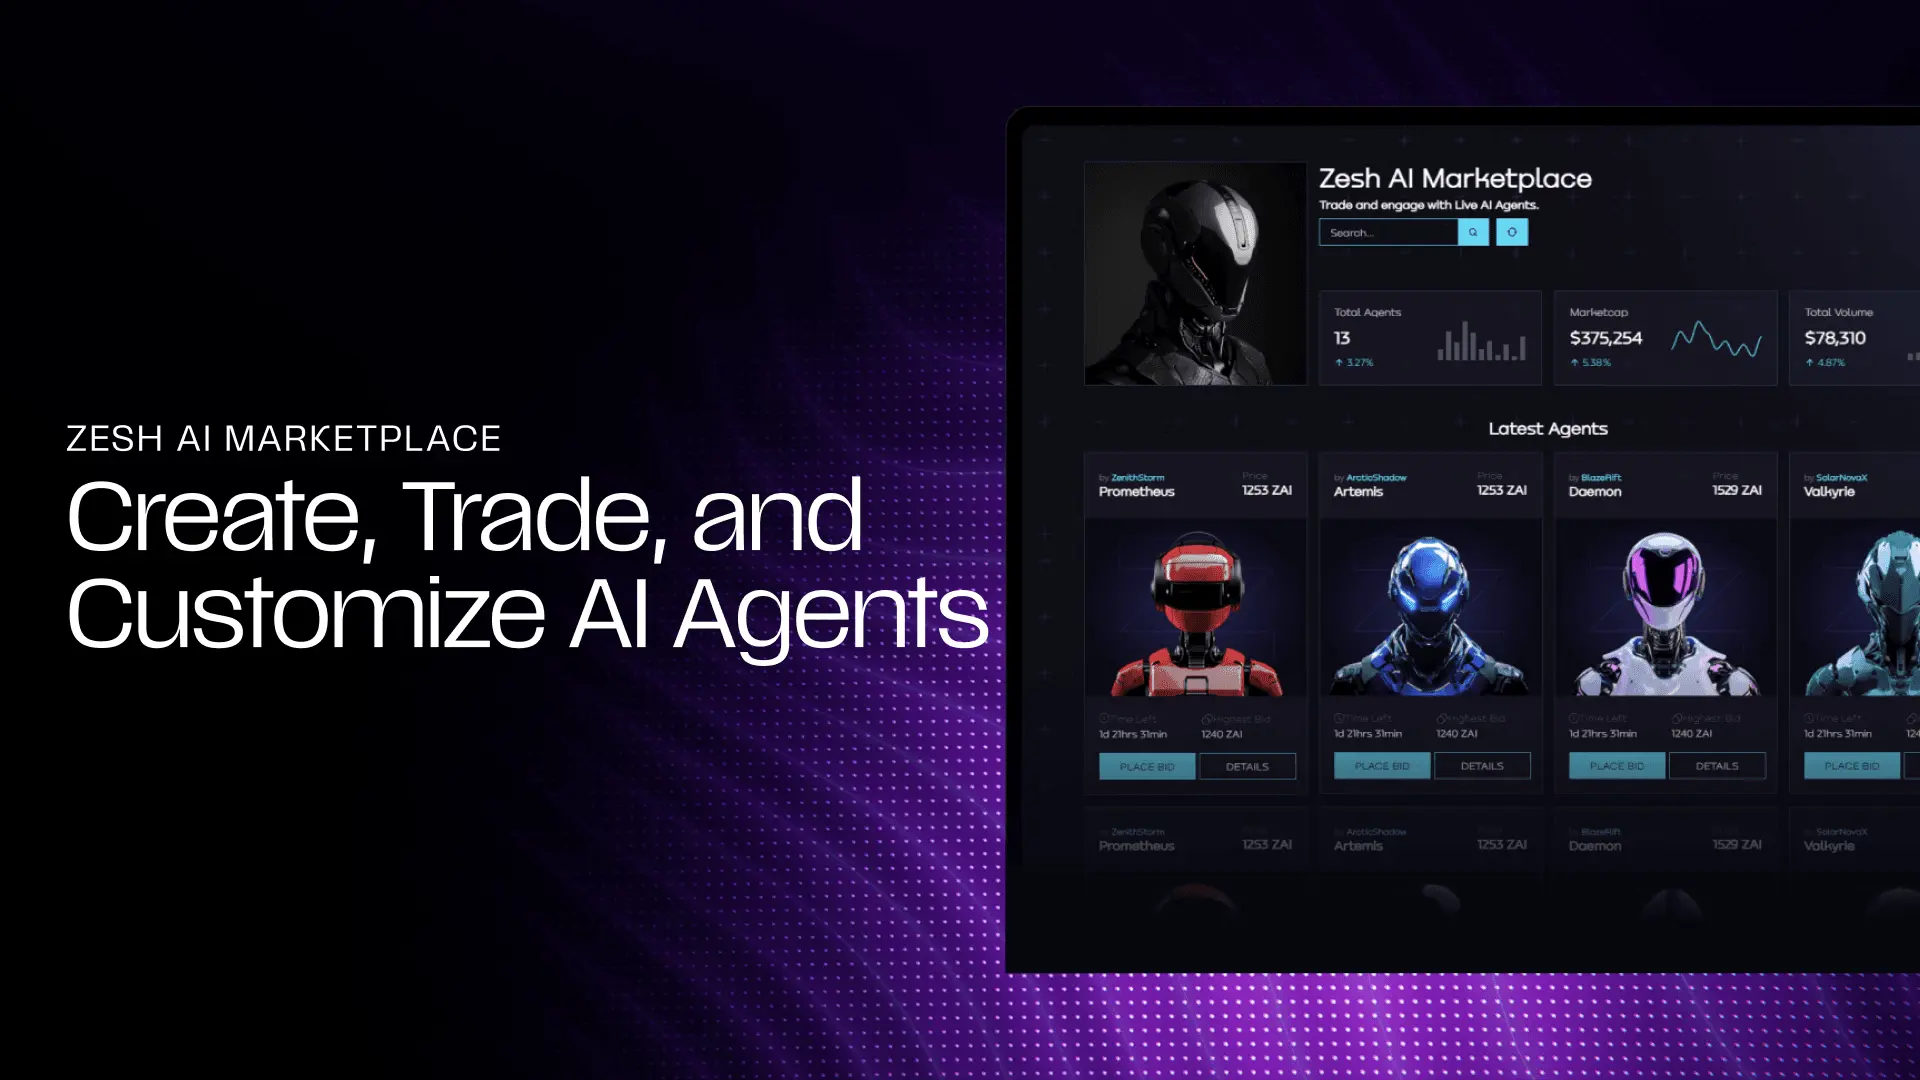 ZESH AI MARKETPLACE
Create, Trade, and
Customize AI Agents
Zesh AI Marketplace
Trade and engage with Live AI Agents.
Search...
Total Agents
13
↑ 3.27%
Marketcap
$375,254
↑ 5.38%
Total Volume
$78,310
↑ 4.87%
Latest Agents
by ZenithStorm
Prometheus
Price
1253 ZAI
Time Left
1d 21hrs 31min
Highest Bid
1240 ZAI
PLACE BID
DETAILS
by ArcticShadow
Artemis
Price
1253 ZAI
Time Left
1d 21hrs 31min
Highest Bid
1240 ZAI
PLACE BID
DETAILS
by BlazeRift
Daemon
Price
1529 ZAI
Time Left
1d 21hrs 31min
Highest Bid
1240 ZAI
PLACE BID
DETAILS
by SolarNovaX
Valkyrie
Time Left
1d 21hrs 31min
124
PLACE BID
by ZenithStorm
Prometheus
1253 ZAI
by ArcticShadow
Artemis
1253 ZAI
by BlazeRift
Daemon
1529 ZAI
by SolarNovaX
Valkyrie